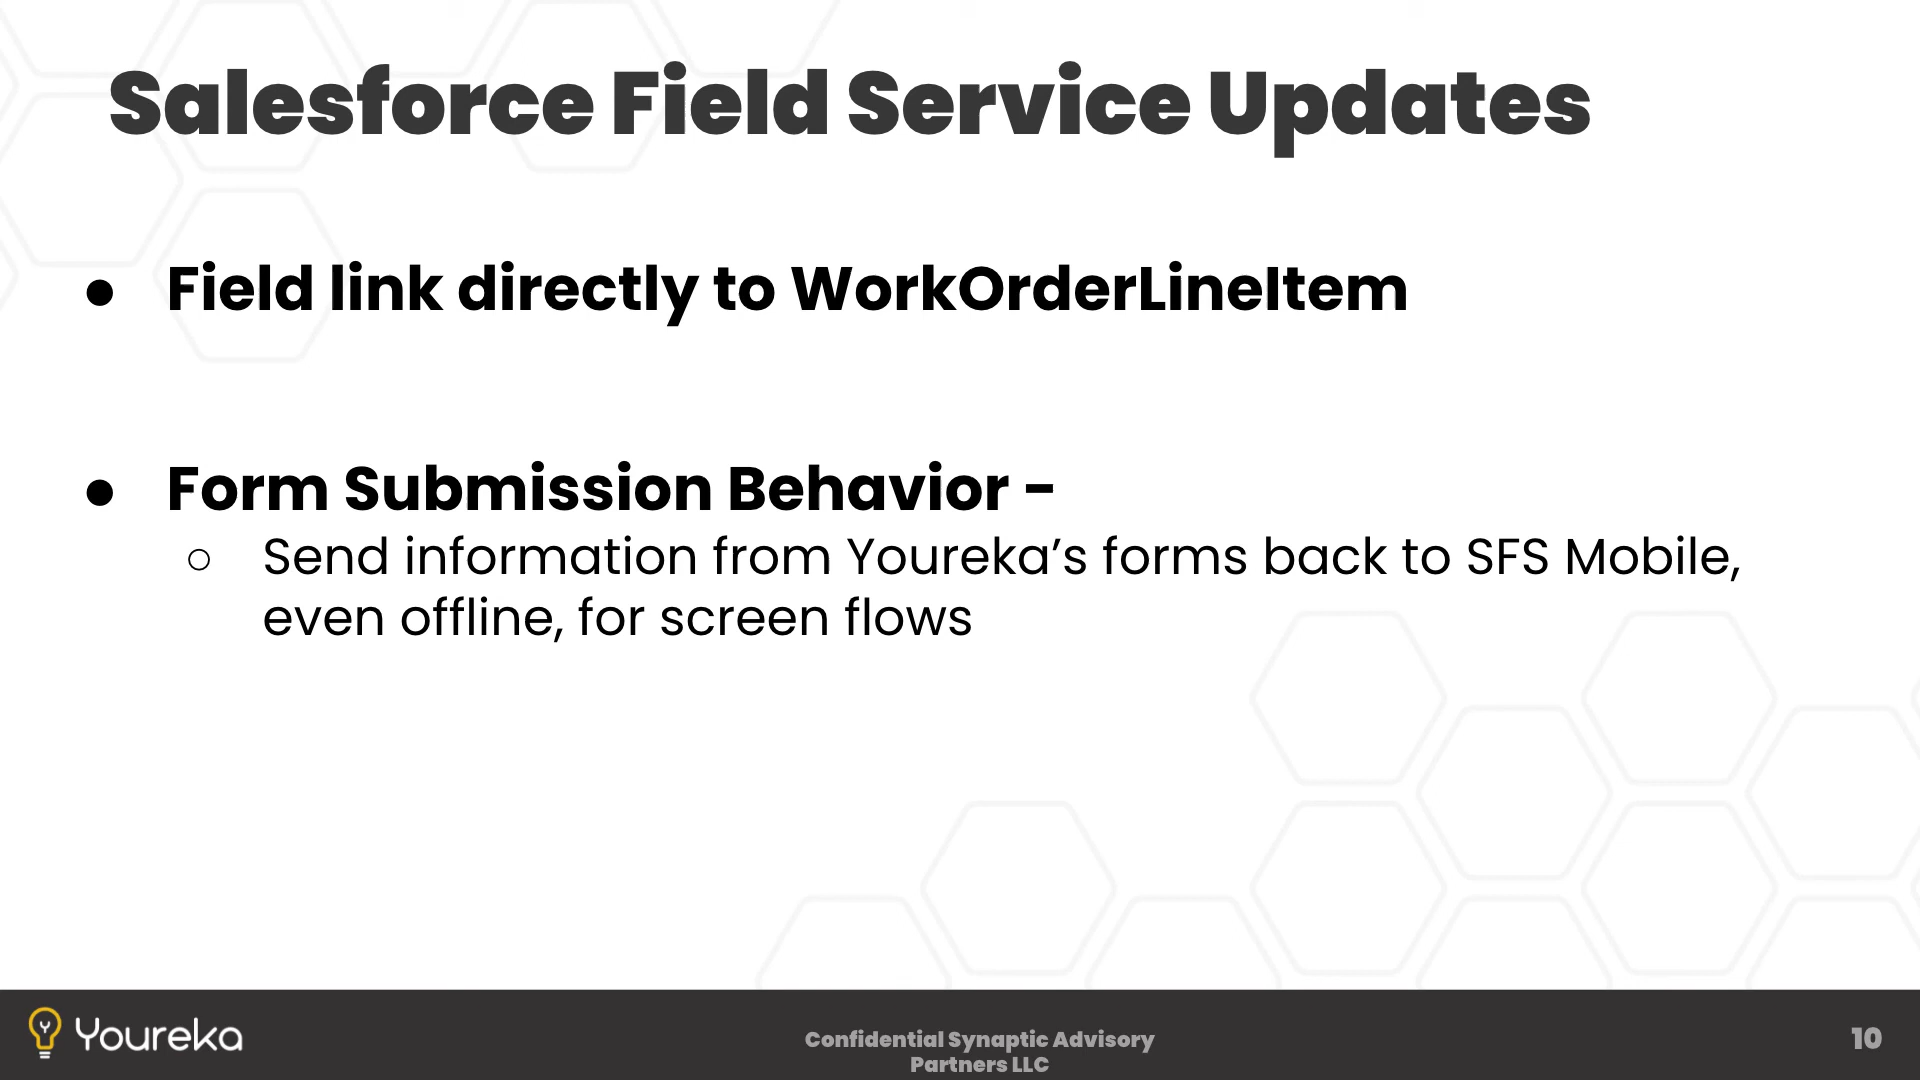 Salesforce Field Service Updates
● Field link directly to WorkOrderLineItem
● Form Submission Behavior -
○ Send information from Youreka’s forms back to SFS Mobile,
even offline, for screen flows
Youreka
Confidential Synaptic Advisory
Partners LLC
10